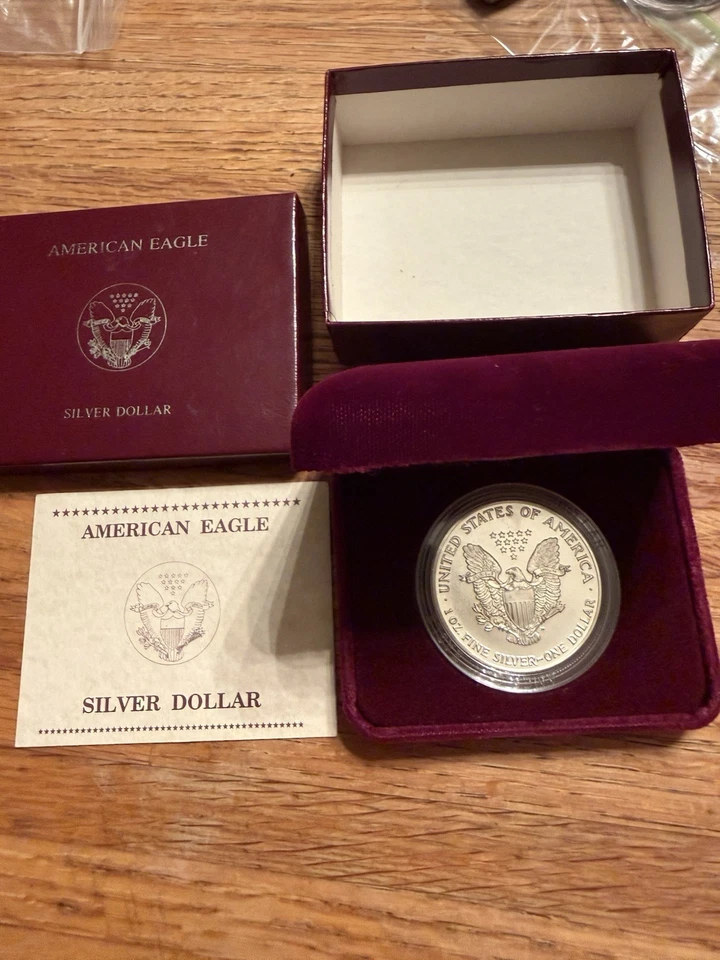 AMERICAN EAGLE
SILVER DOLLAR
AMERICAN EAGLE
SILVER DOLLAR
UNITED STATES OF AMERICA
1 OZ. FINE SILVER~ONE DOLLAR